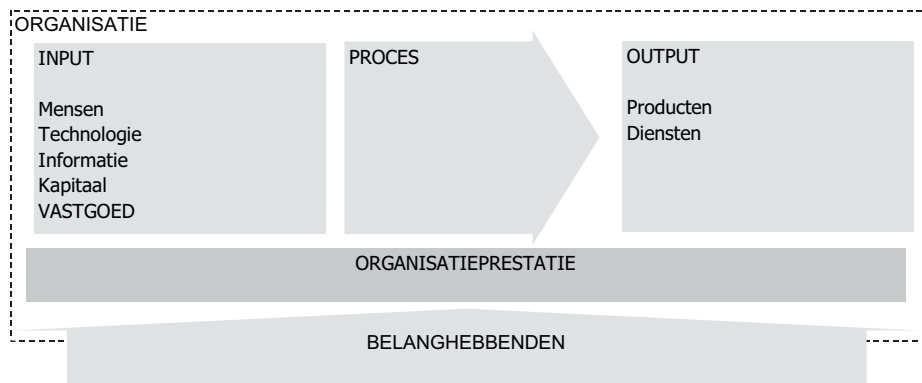 ORGANISATIE
INPUT
Mensen
Technologie
Informatie
Kapitaal
VASTGOED
PROCES
OUTPUT
Producten
Diensten
ORGANISATIEPRESTATIE
BELANGHEBBENDEN